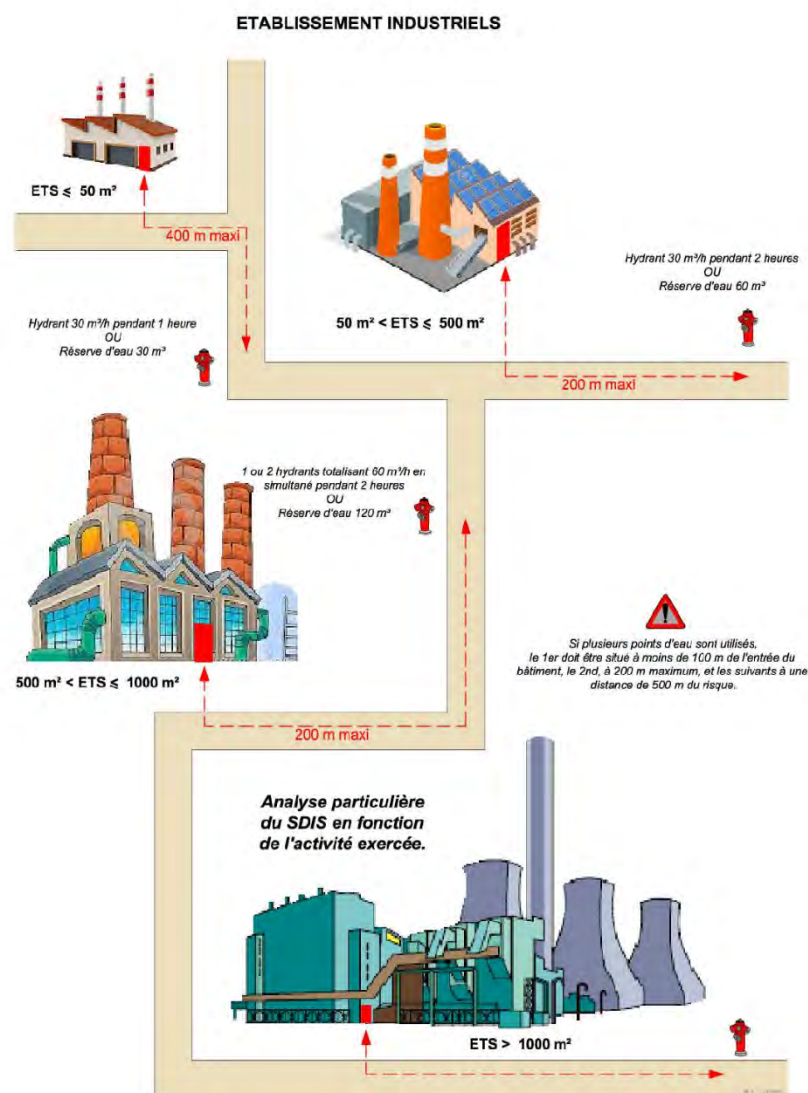 ETABLISSEMENT INDUSTRIELS
ETS ⩽ 50 m²
400 m maxi
50 m² < ETS ⩽ 500 m²
Hydrant 30 m³/h pendant 2 heures
OU
Réserve d'eau 60 m³
200 m maxi
Hydrant 30 m³/h pendant 1 heure
OU
Réserve d'eau 30 m³
1 ou 2 hydrants totalisant 60 m³/h en
simultané pendant 2 heures
OU
Réserve d'eau 120 m³
500 m² < ETS ⩽ 1000 m²
200 m maxi
Si plusieurs points d'eau sont utilisés,
le 1er doit être situé à moins de 100 m de l'entrée du
bâtiment, le 2nd, à 200 m maximum, et les suivants à une
distance de 500 m du risque.
Analyse particulière
du SDIS en fonction
de l'activité exercée.
ETS > 1000 m²